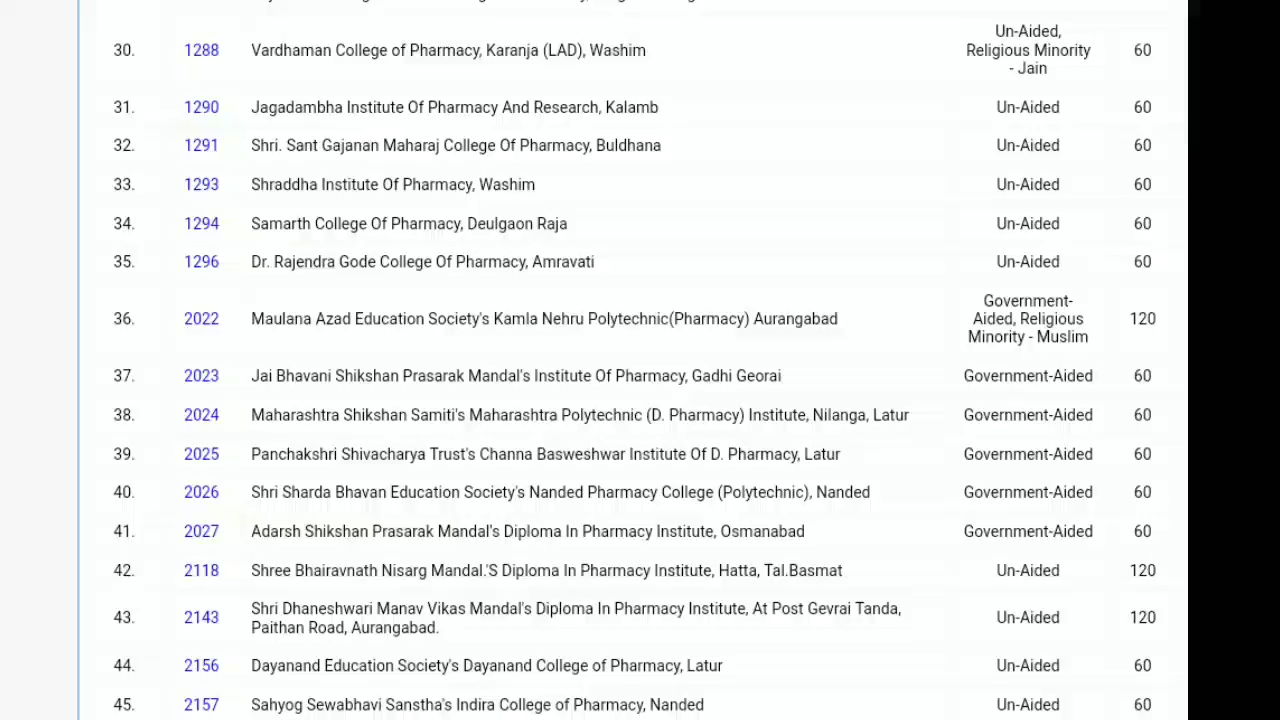 Un-Aided,
30. 1288 Vardhaman College of Pharmacy, Karanja (LAD), Washim Religious Minority 60
- Jain
31. 1290 Jagadambha Institute Of Pharmacy And Research, Kalamb Un-Aided 60
32. 1291 Shri. Sant Gajanan Maharaj College Of Pharmacy, Buldhana Un-Aided 60
33. 1293 Shraddha Institute Of Pharmacy, Washim Un-Aided 60
34. 1294 Samarth College Of Pharmacy, Deulgaon Raja Un-Aided 60
35. 1296 Dr. Rajendra Gode College Of Pharmacy, Amravati Un-Aided 60
Government-
36. 2022 Maulana Azad Education Society's Kamla Nehru Polytechnic(Pharmacy) Aurangabad Aided, Religious 120
Minority - Muslim
37. 2023 Jai Bhavani Shikshan Prasarak Mandal's Institute Of Pharmacy, Gadhi Georai Government-Aided 60
38. 2024 Maharashtra Shikshan Samiti's Maharashtra Polytechnic (D. Pharmacy) Institute, Nilanga, Latur Government-Aided 60
39. 2025 Panchakshri Shivacharya Trust's Channa Basweshwar Institute Of D. Pharmacy, Latur Government-Aided 60
40. 2026 Shri Sharda Bhavan Education Society's Nanded Pharmacy College (Polytechnic), Nanded Government-Aided 60
41. 2027 Adarsh Shikshan Prasarak Mandal's Diploma In Pharmacy Institute, Osmanabad Government-Aided 60
42. 2118 Shree Bhairavnath Nisarg Mandal.'S Diploma In Pharmacy Institute, Hatta, Tal.Basmat Un-Aided 120
Shri Dhaneshwari Manav Vikas Mandal's Diploma In Pharmacy Institute, At Post Gevrai Tanda,
43. 2143 Un-Aided 120
Paithan Road, Aurangabad.
44. 2156 Dayanand Education Society's Dayanand College of Pharmacy, Latur Un-Aided 60
45. 2157 Sahyog Sewabhavi Sanstha's Indira College of Pharmacy, Nanded Un-Aided 60